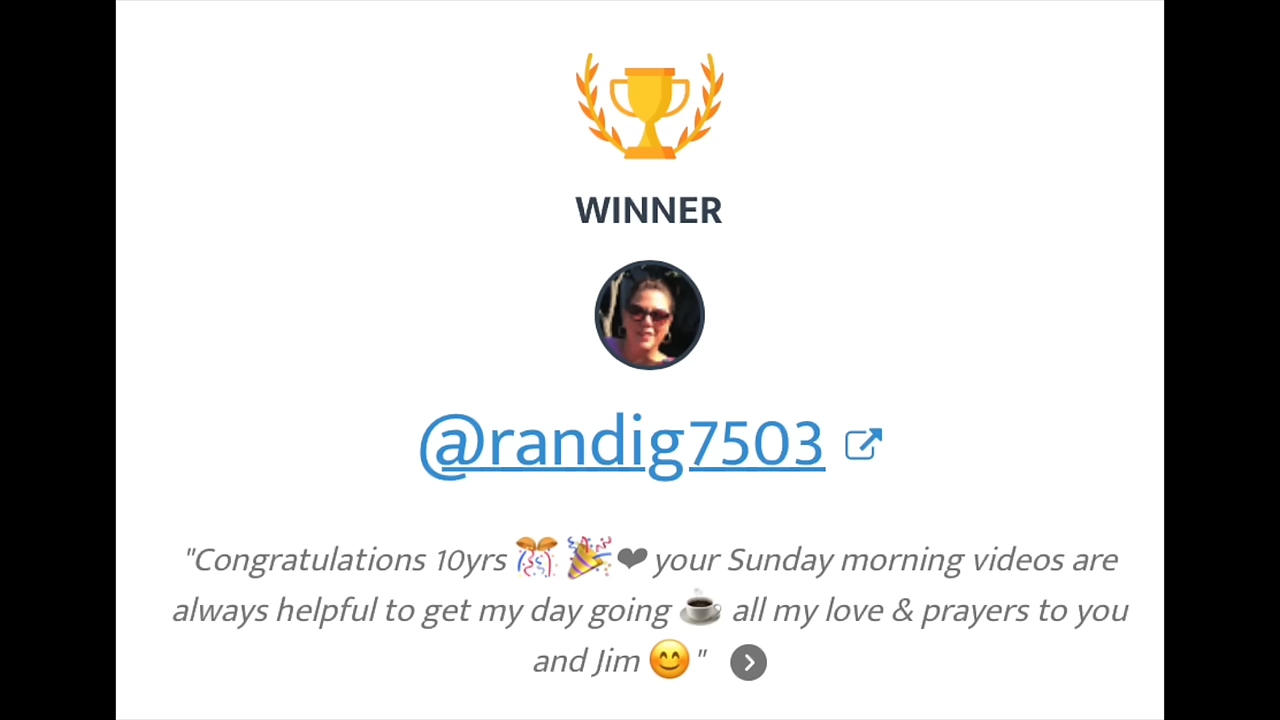 WINNER
@randig7503
"Congratulations 10yrs 🎊 🎉❤ your Sunday morning videos are
always helpful to get my day going ☕ all my love & prayers to you
and Jim 😊 "